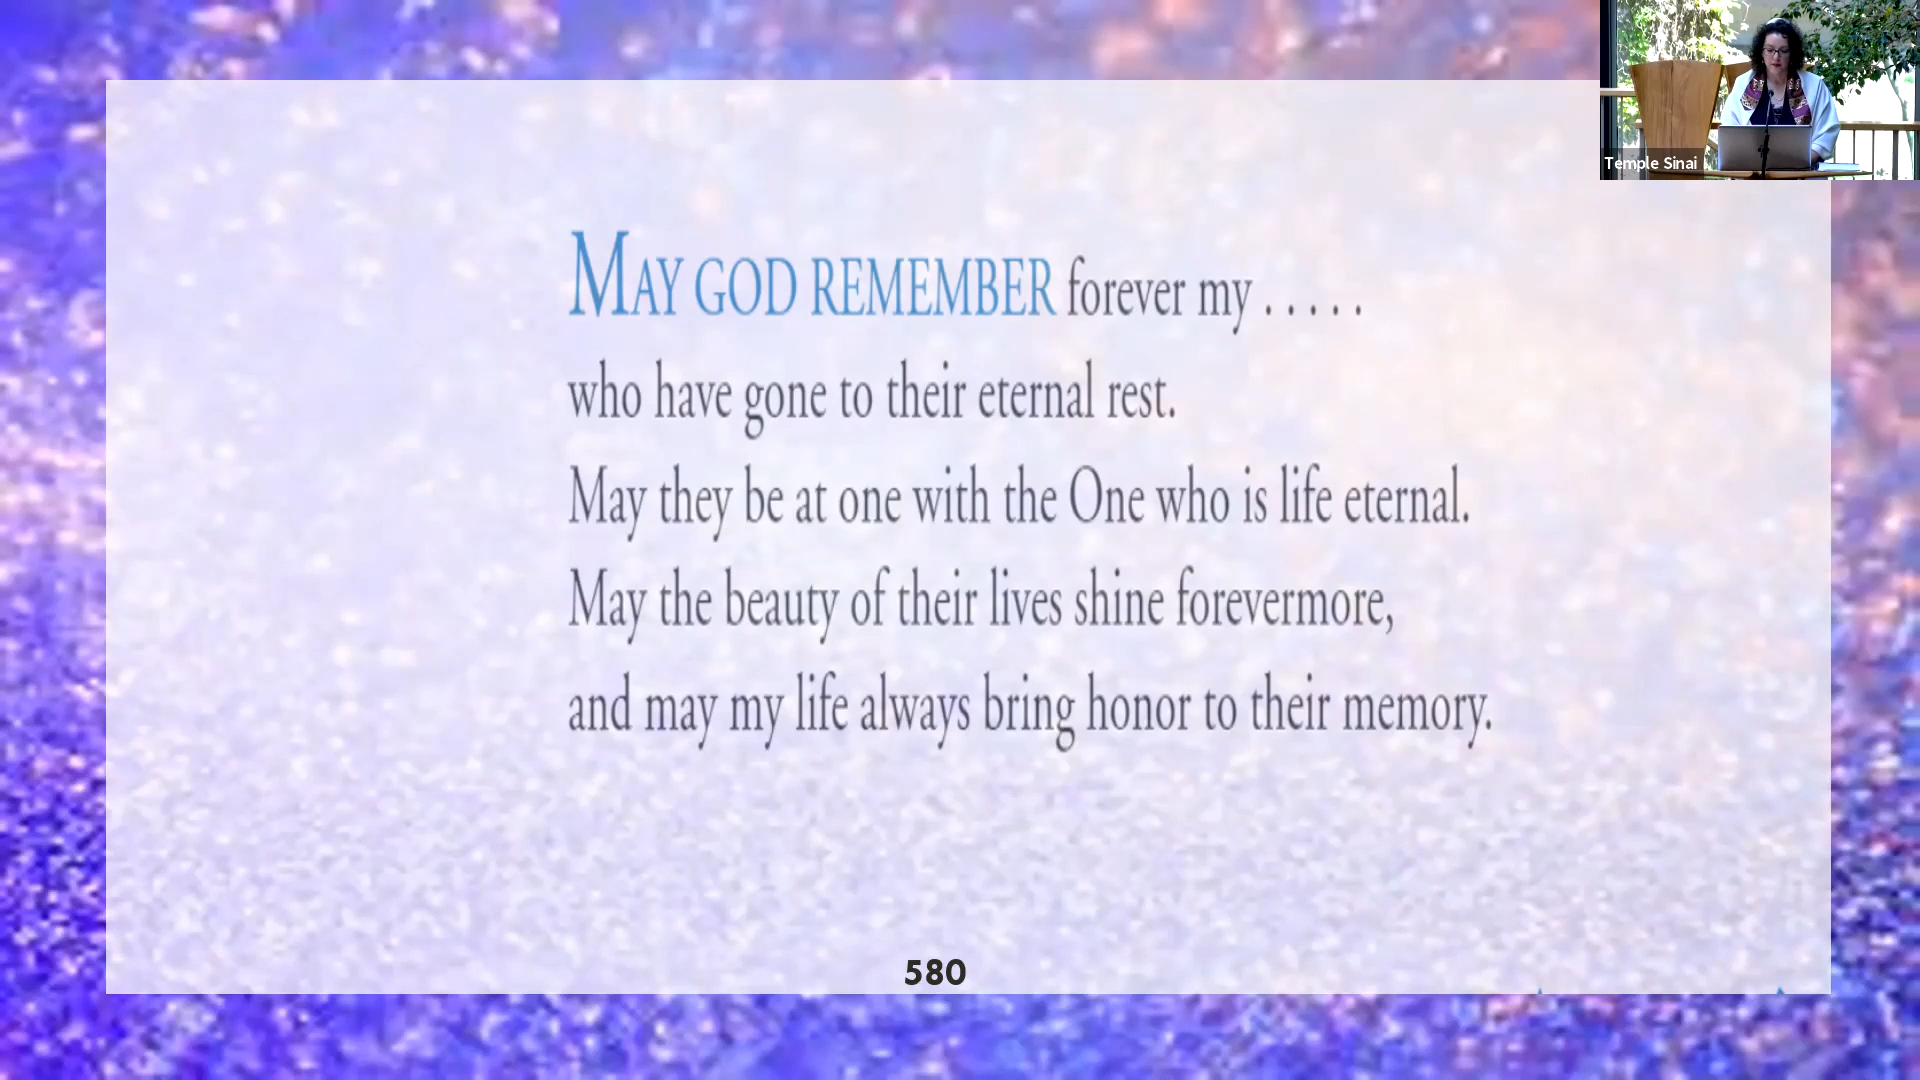 MAY GOD REMEMBER forever my . . . . .
who have gone to their eternal rest.
May they be at one with the One who is life eternal.
May the beauty of their lives shine forevermore,
and may my life always bring honor to their memory.
580
Temple Sinai